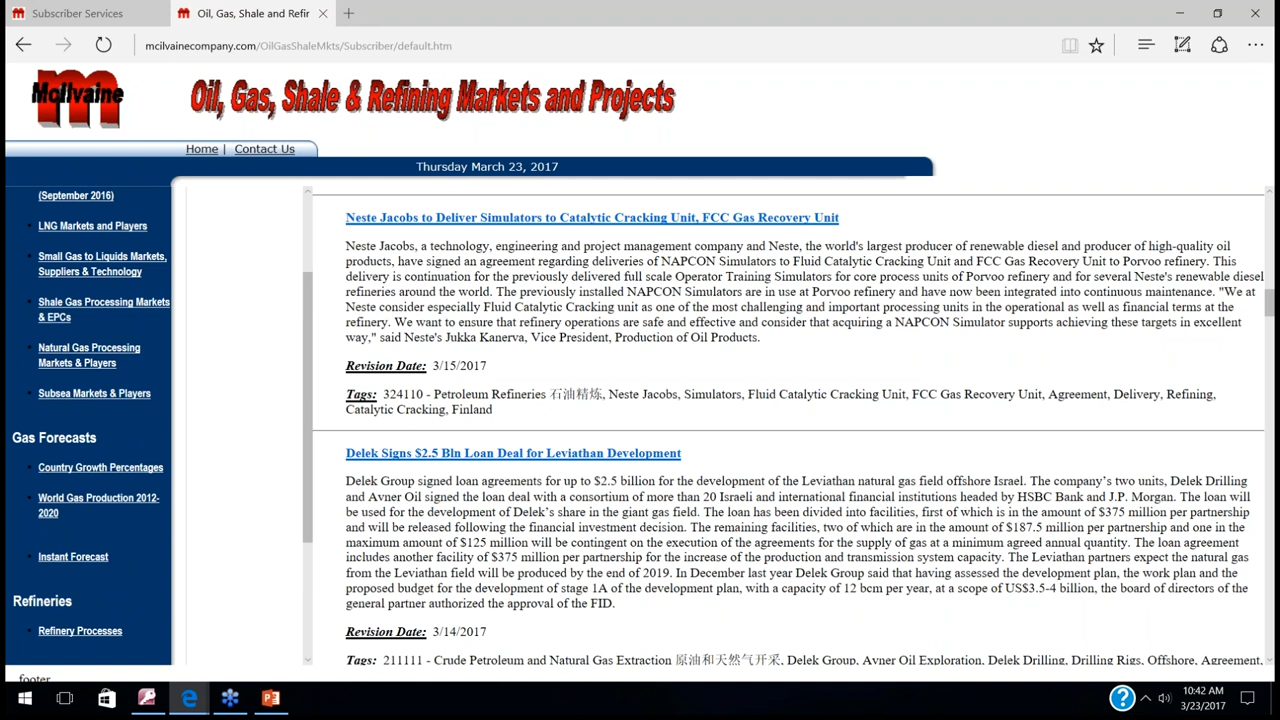 Subscriber Services
Oil, Gas, Shale and Refir
mcilvainecompany.com/OilGasShaleMkts/Subscriber/default.htm
McIlvaine
Oil, Gas, Shale & Refining Markets and Projects
Home | Contact Us
Thursday March 23, 2017
(September 2016)
LNG Markets and Players
Small Gas to Liquids Markets,
Suppliers & Technology
Shale Gas Processing Markets
& EPCs
Natural Gas Processing
Markets & Players
Subsea Markets & Players
Gas Forecasts
Country Growth Percentages
World Gas Production 2012-
2020
Instant Forecast
Refineries
Refinery Processes
Neste Jacobs to Deliver Simulators to Catalytic Cracking Unit, FCC Gas Recovery Unit
Neste Jacobs, a technology, engineering and project management company and Neste, the world's largest producer of renewable diesel and producer of high-quality oil
products, have signed an agreement regarding deliveries of NAPCON Simulators to Fluid Catalytic Cracking Unit and FCC Gas Recovery Unit to Porvoo refinery. This
delivery is continuation for the previously delivered full scale Operator Training Simulators for core process units of Porvoo refinery and for several Neste's renewable diesel
refineries around the world. The previously installed NAPCON Simulators are in use at Porvoo refinery and have now been integrated into continuous maintenance. "We at
Neste consider especially Fluid Catalytic Cracking unit as one of the most challenging and important processing units in the operational as well as financial terms at the
refinery. We want to ensure that refinery operations are safe and effective and consider that acquiring a NAPCON Simulator supports achieving these targets in excellent
way," said Neste's Jukka Kanerva, Vice President, Production of Oil Products.
Revision Date: 3/15/2017
Tags: 324110 - Petroleum Refineries 石油精炼, Neste Jacobs, Simulators, Fluid Catalytic Cracking Unit, FCC Gas Recovery Unit, Agreement, Delivery, Refining,
Catalytic Cracking, Finland
Delek Signs $2.5 Bln Loan Deal for Leviathan Development
Delek Group signed loan agreements for up to $2.5 billion for the development of the Leviathan natural gas field offshore Israel. The company's two units, Delek Drilling
and Avner Oil signed the loan deal with a consortium of more than 20 Israeli and international financial institutions headed by HSBC Bank and J.P. Morgan. The loan will
be used for the development of Delek's share in the giant gas field. The loan has been divided into facilities, first of which is in the amount of $375 million per partnership
and will be released following the financial investment decision. The remaining facilities, two of which are in the amount of $187.5 million per partnership and one in the
maximum amount of $125 million will be contingent on the execution of the agreements for the supply of gas at a minimum agreed annual quantity. The loan agreement
includes another facility of $375 million per partnership for the increase of the production and transmission system capacity. The Leviathan partners expect the natural gas
from the Leviathan field will be produced by the end of 2019. In December last year Delek Group said that having assessed the development plan, the work plan and the
proposed budget for the development of stage 1A of the development plan, with a capacity of 12 bcm per year, at a scope of US$3.5-4 billion, the board of directors of the
general partner authorized the approval of the FID.
Revision Date: 3/14/2017
Tags: 211111 - Crude Petroleum and Natural Gas Extraction 原油和天然气开采, Delek Group, Avner Oil Exploration, Delek Drilling, Drilling Rigs, Offshore, Agreement,
footer
10:42 AM
3/23/2017